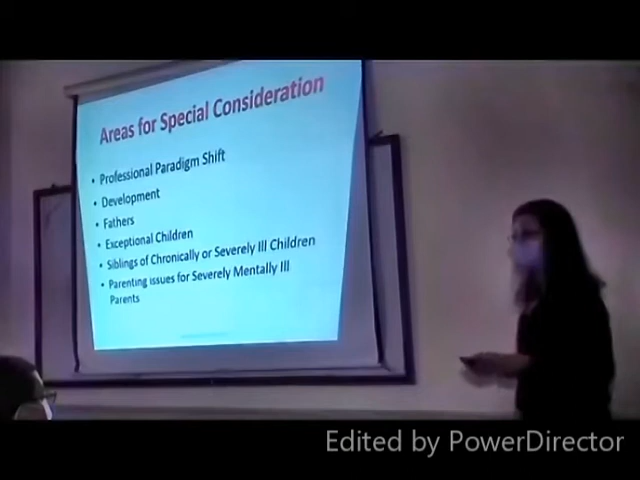 Areas for Special Consideration
• Professional Paradigm Shift
• Development
• Fathers
• Exceptional Children
• Siblings of Chronically or Severely Ill Children
• Parenting issues for Severely Mentally Ill
Parents
Edited by PowerDirector